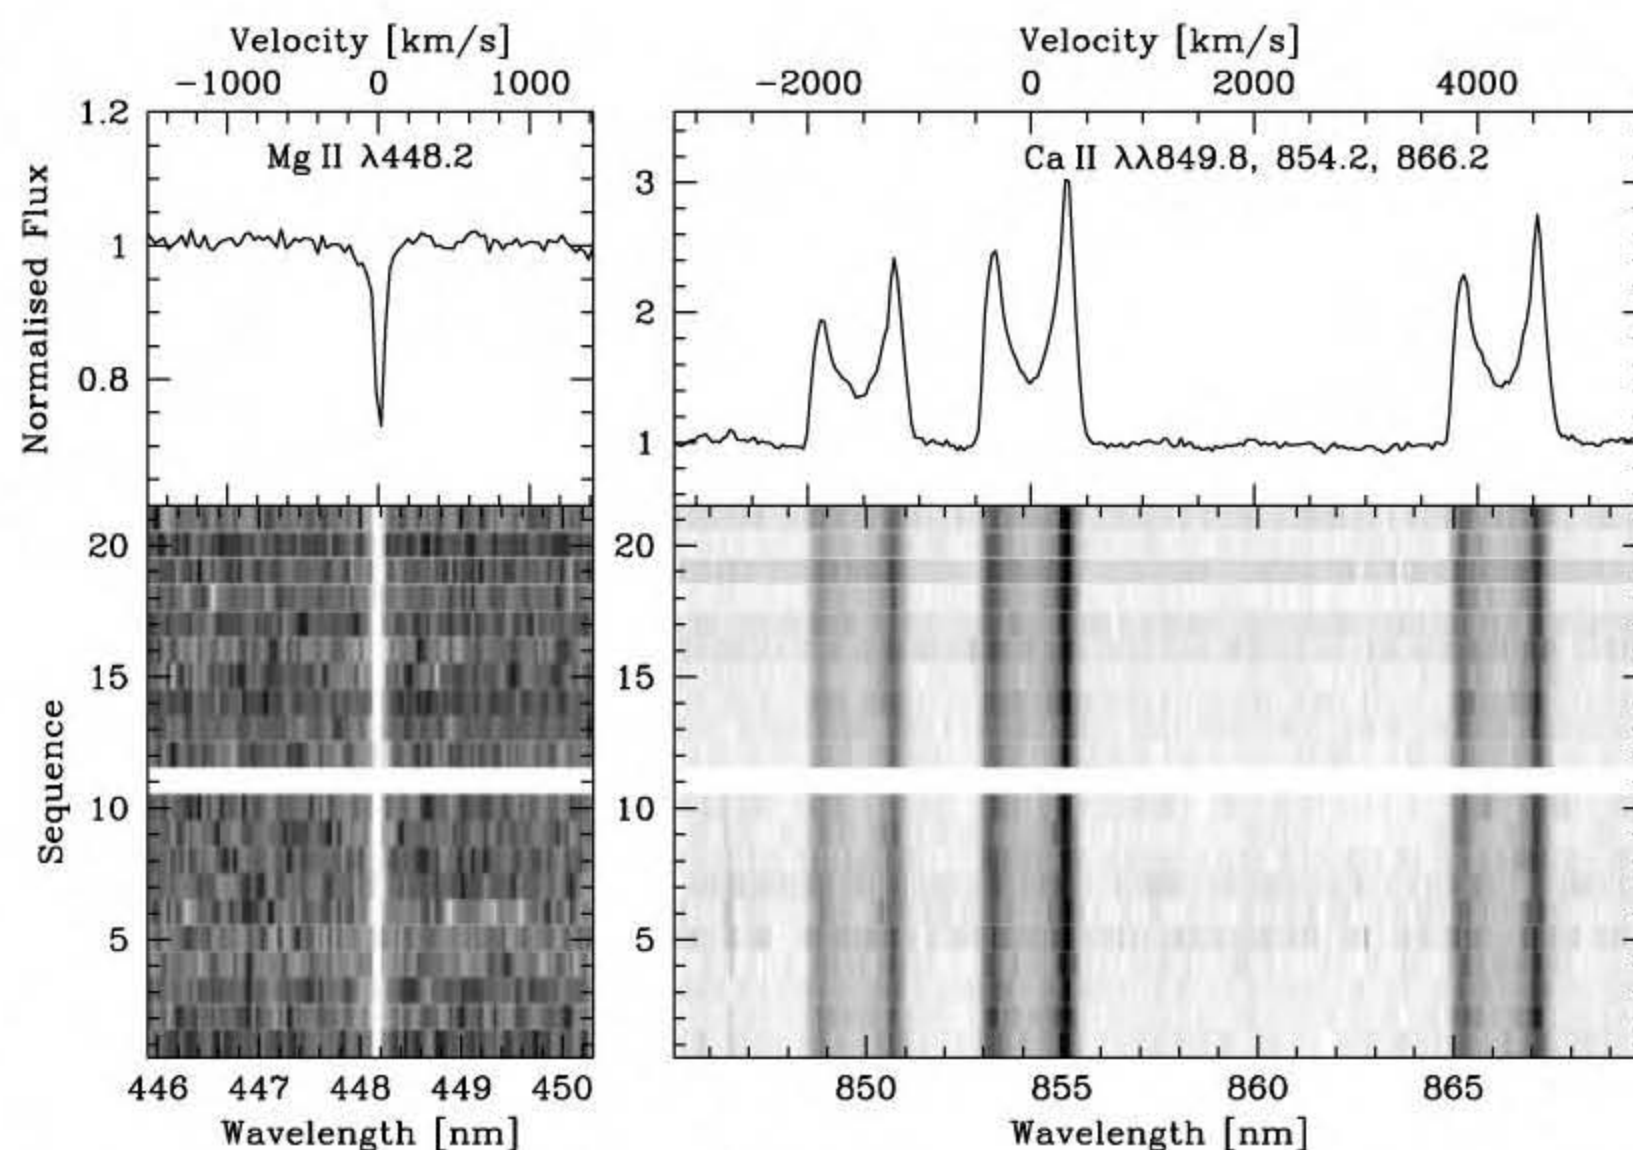 Velocity [km/s]
Velocity [km/s]
−1000 0 1000
−2000 0 2000 4000
1.2
1
0.8
Normalised Flux
Mg II λ448.2
3
2
1
Ca II λλ849.8, 854.2, 866.2
20
15
10
5
Sequence
20
15
10
5
446 447 448 449 450
850 855 860 865
Wavelength [nm]
Wavelength [nm]